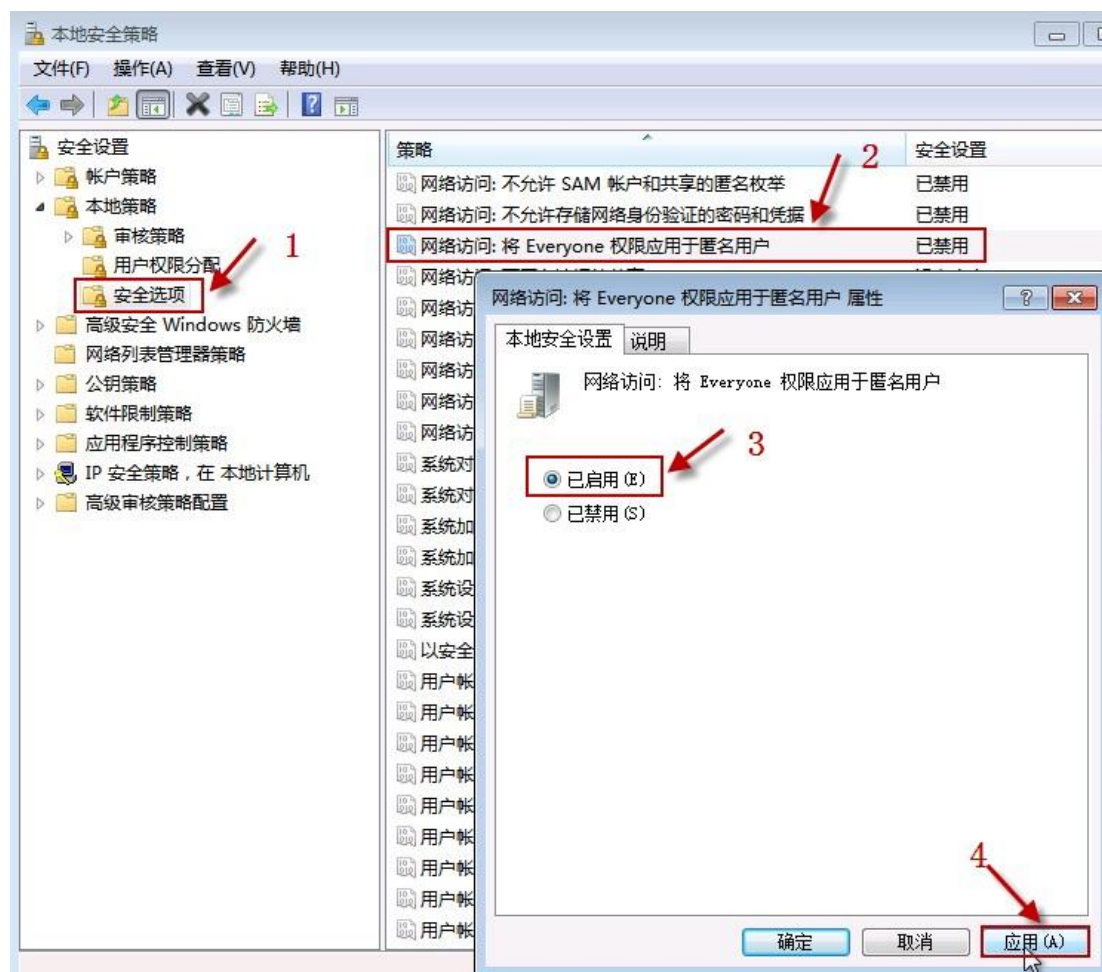 本地安全策略
文件(F) 操作(A) 查看(V) 帮助(H)
安全设置
帐户策略
本地策略
审核策略
用户权限分配
安全选项
高级安全 Windows 防火墙
网络列表管理器策略
公钥策略
软件限制策略
应用程序控制策略
IP 安全策略，在 本地计算机
高级审核策略配置
1
策略 安全设置
2
网络访问: 不允许 SAM 帐户和共享的匿名枚举 已禁用
网络访问: 不允许存储网络身份验证的密码和凭据 已禁用
网络访问: 将 Everyone 权限应用于匿名用户 已禁用
网络访
网络访
网络访
网络访
网络访
网络访
系统对
系统对
系统加
系统加
系统设
系统设
以安全
用户帐
用户帐
用户帐
用户帐
用户帐
用户帐
用户帐
用户帐
用户帐
网络访问: 将 Everyone 权限应用于匿名用户 属性
本地安全设置 说明
网络访问: 将 Everyone 权限应用于匿名用户
3
已启用(E)
已禁用(S)
4
确定 取消 应用(A)